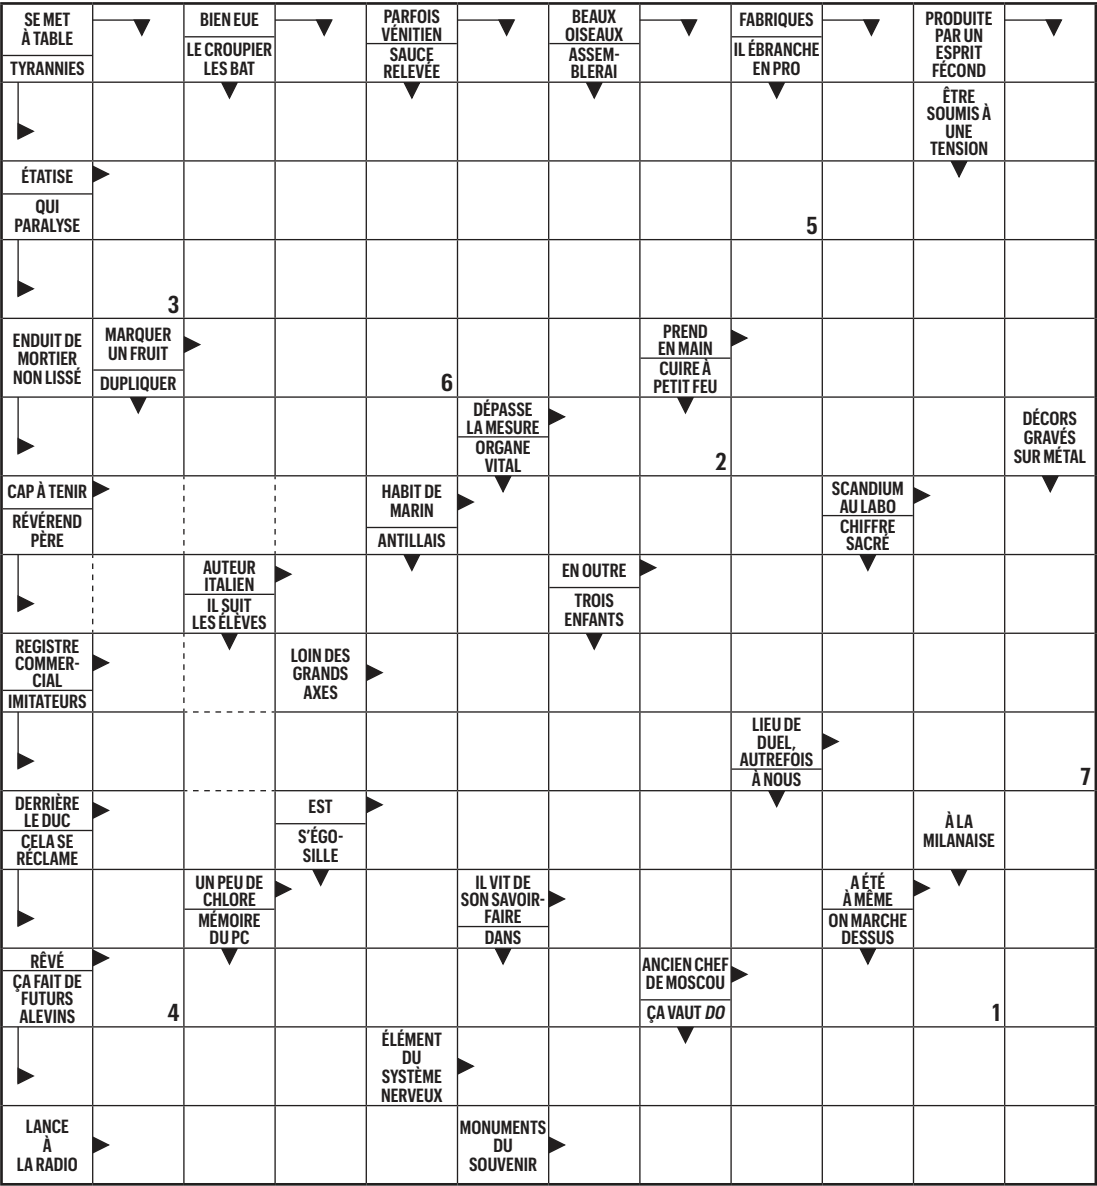 SE MET
À TABLE
TYRANNIES
BIEN EUE
LE CROUPIER
LES BAT
PARFOIS
VÉNITIEN
SAUCE
RELEVÉE
BEAUX
OISEAUX
ASSEM-
BLERAI
FABRIQUES
IL ÉBRANCHE
EN PRO
PRODUITE
PAR UN
ESPRIT
FÉCOND
ÊTRE
SOUMIS À
UNE
TENSION
ÉTATISE
QUI
PARALYSE
5
3
ENDUIT DE
MORTIER
NON LISSÉ
MARQUER
UN FRUIT
DUPLIQUER
6
PREND
EN MAIN
CUIRE À
PETIT FEU
DÉPASSE
LA MESURE
ORGANE
VITAL
2
DÉCORS
GRAVÉS
SUR MÉTAL
CAP À TENIR
RÉVÉREND
PÈRE
HABIT DE
MARIN
ANTILLAIS
SCANDIUM
AU LABO
CHIFFRE
SACRÉ
AUTEUR
ITALIEN
IL SUIT
LES ÉLÈVES
EN OUTRE
TROIS
ENFANTS
REGISTRE
COMMER-
CIAL
IMITATEURS
LOIN DES
GRANDS
AXES
LIEU DE
DUEL,
AUTREFOIS
À NOUS
7
DERRIÈRE
LE DUC
CELA SE
RÉCLAME
EST
S'ÉGO-
SILLE
À LA
MILANAISE
UN PEU DE
CHLORE
MÉMOIRE
DU PC
IL VIT DE
SON SAVOIR-
FAIRE
DANS
A ÉTÉ
À MÊME
ON MARCHE
DESSUS
RÊVÉ
ÇA FAIT DE
FUTURS
ALEVINS
4
ANCIEN CHEF
DE MOSCOU
ÇA VAUT DO
1
ÉLÉMENT
DU
SYSTÈME
NERVEUX
LANCE
À
LA RADIO
MONUMENTS
DU
SOUVENIR